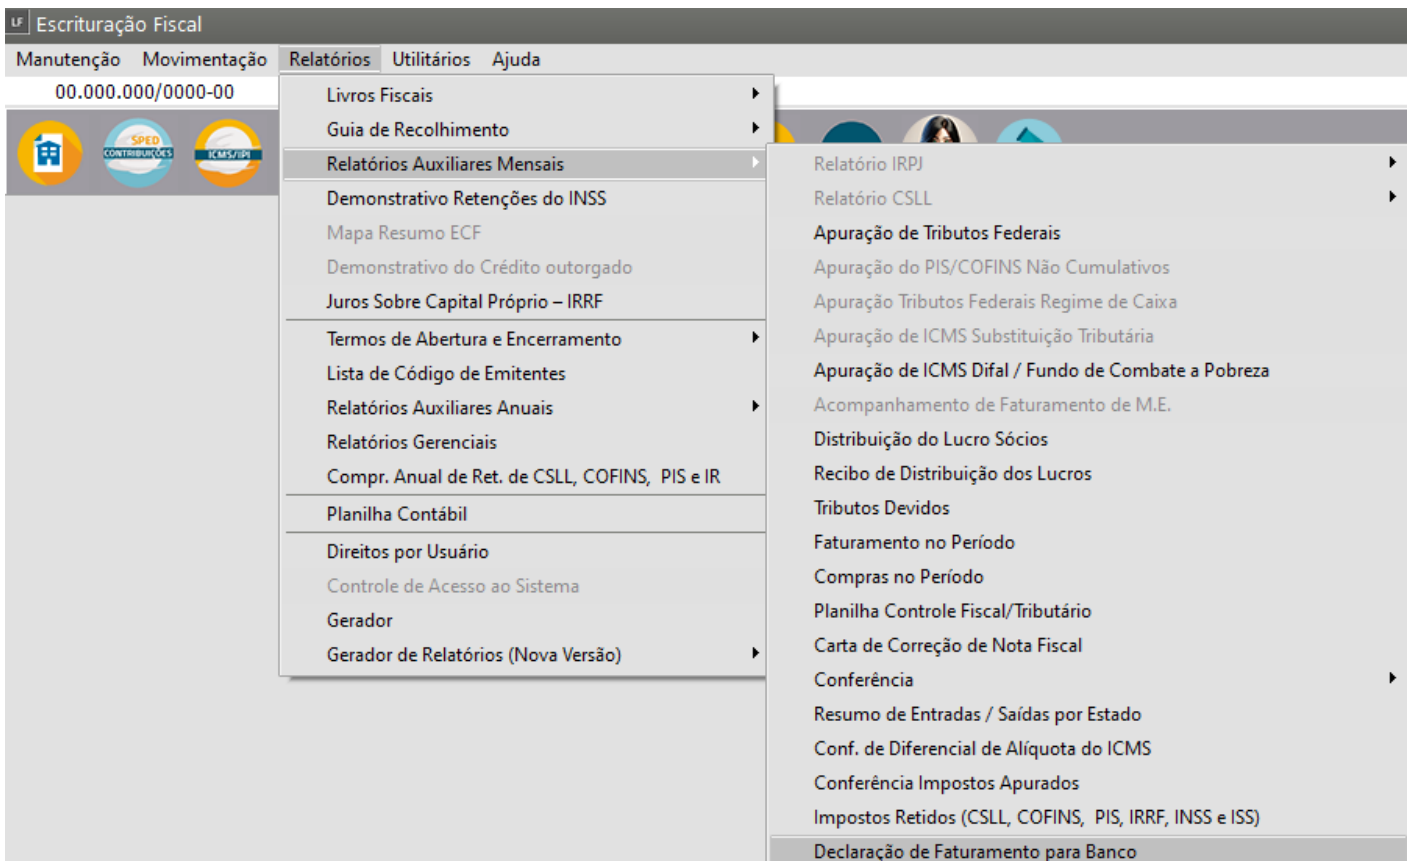 LF Escrituração Fiscal
Manutenção Movimentação Relatórios Utilitários Ajuda
00.000.000/0000-00
SPED
CONTRIBUIÇÕES
ICMS/IPI
Livros Fiscais
Guia de Recolhimento
Relatórios Auxiliares Mensais
Demonstrativo Retenções do INSS
Mapa Resumo ECF
Demonstrativo do Crédito outorgado
Juros Sobre Capital Próprio – IRRF
Termos de Abertura e Encerramento
Lista de Código de Emitentes
Relatórios Auxiliares Anuais
Relatórios Gerenciais
Compr. Anual de Ret. de CSLL, COFINS, PIS e IR
Planilha Contábil
Direitos por Usuário
Controle de Acesso ao Sistema
Gerador
Gerador de Relatórios (Nova Versão)
Relatório IRPJ
Relatório CSLL
Apuração de Tributos Federais
Apuração do PIS/COFINS Não Cumulativos
Apuração Tributos Federais Regime de Caixa
Apuração de ICMS Substituição Tributária
Apuração de ICMS Difal / Fundo de Combate a Pobreza
Acompanhamento de Faturamento de M.E.
Distribuição do Lucro Sócios
Recibo de Distribuição dos Lucros
Tributos Devidos
Faturamento no Período
Compras no Período
Planilha Controle Fiscal/Tributário
Carta de Correção de Nota Fiscal
Conferência
Resumo de Entradas / Saídas por Estado
Conf. de Diferencial de Alíquota do ICMS
Conferência Impostos Apurados
Impostos Retidos (CSLL, COFINS, PIS, IRRF, INSS e ISS)
Declaração de Faturamento para Banco